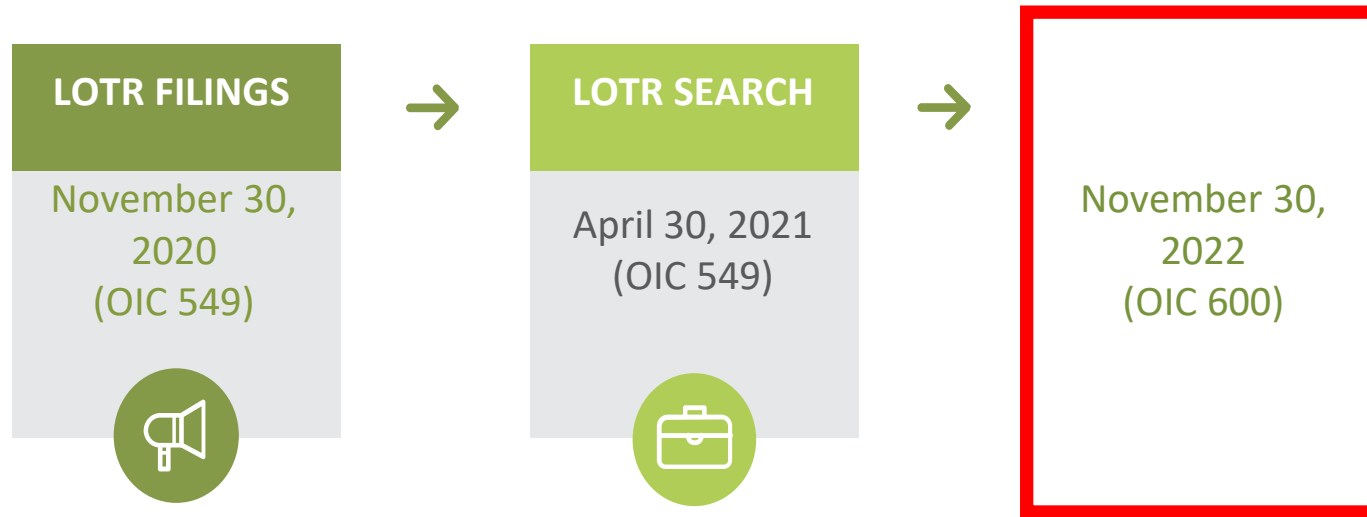 LOTR FILINGS
November 30,
2020
(OIC 549)
LOTR SEARCH
April 30, 2021
(OIC 549)
November 30,
2022
(OIC 600)